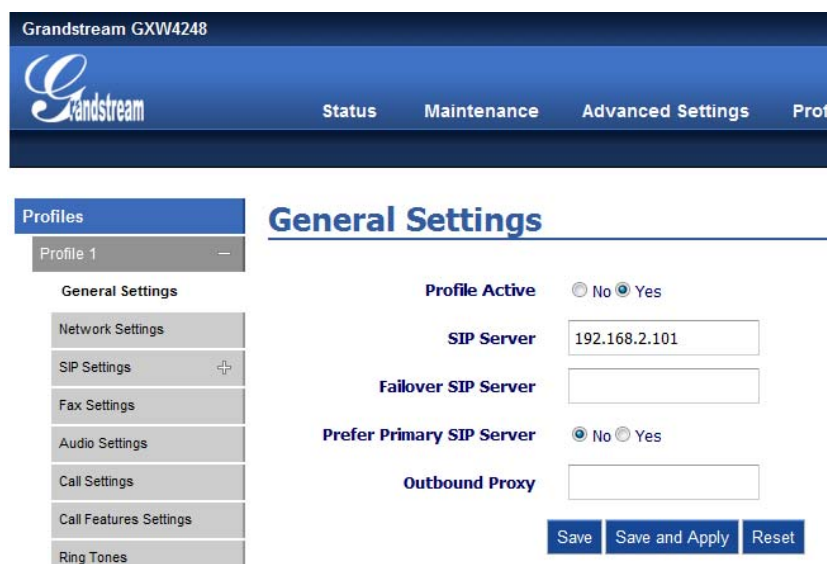 Grandstream GXW4248
Grandstream
Status Maintenance Advanced Settings Prof
Profiles
Profile 1
General Settings
Network Settings
SIP Settings
Fax Settings
Audio Settings
Call Settings
Call Features Settings
Ring Tones
General Settings
Profile Active No Yes
SIP Server 192.168.2.101
Failover SIP Server
Prefer Primary SIP Server No Yes
Outbound Proxy
Save Save and Apply Reset